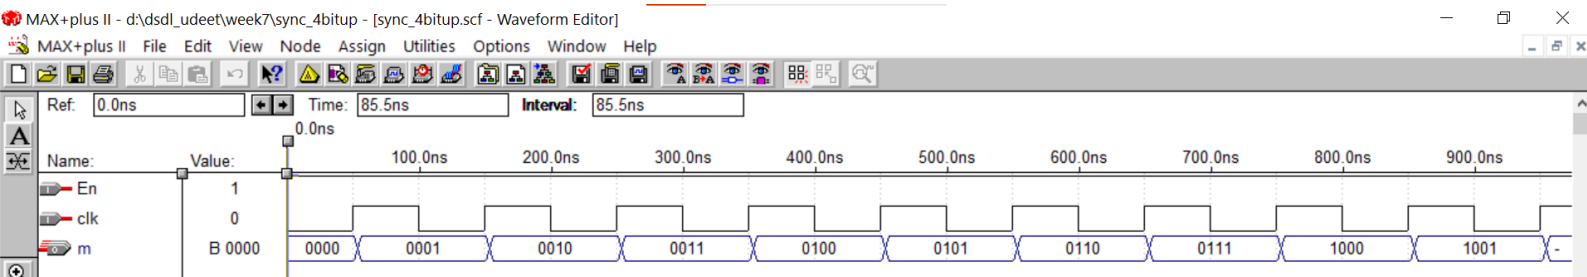 MAX+plus II - d:\dsdl_udeet\week7\sync_4bitup - [sync_4bitup.scf - Waveform Editor]
MAX+plus II File Edit View Node Assign Utilities Options Window Help
Ref: 0.0ns Time: 85.5ns Interval: 85.5ns
0.0ns
Name: Value: 100.0ns 200.0ns 300.0ns 400.0ns 500.0ns 600.0ns 700.0ns 800.0ns 900.0ns
En 1
clk 0
m B 0000 0000 0001 0010 0011 0100 0101 0110 0111 1000 1001 -